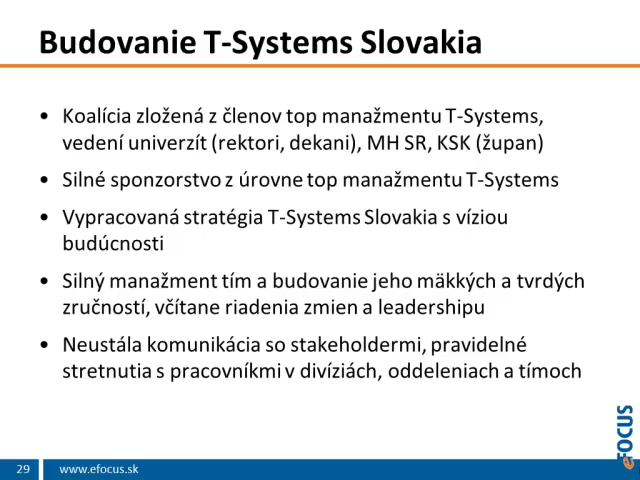 Budovanie T-Systems Slovakia
• Koalícia zložená z členov top manažmentu T-Systems,
vedení univerzít (rektori, dekani), MH SR, KSK (župan)
• Silné sponzorstvo z úrovne top manažmentu T-Systems
• Vypracovaná stratégia T-Systems Slovakia s víziou
budúcnosti
• Silný manažment tím a budovanie jeho mäkkých a tvrdých
zručností, včítane riadenia zmien a leadershipu
• Neustála komunikácia so stakeholdermi, pravidelné
stretnutia s pracovníkmi v divíziách, oddeleniach a tímoch
eFOCUS
29
www.efocus.sk